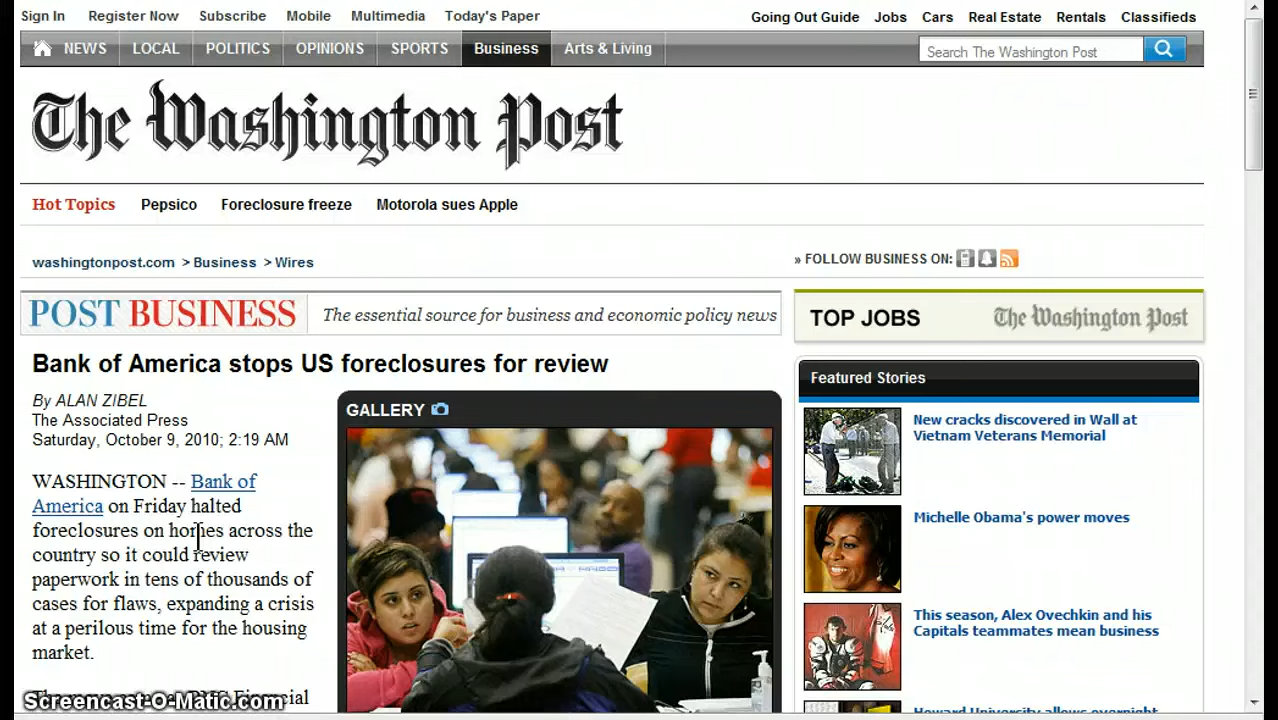 Sign In Register Now Subscribe Mobile Multimedia Today's Paper
Going Out Guide Jobs Cars Real Estate Rentals Classifieds
NEWS LOCAL POLITICS OPINIONS SPORTS Business Arts & Living
Search The Washington Post
The Washington Post
Hot Topics Pepsico Foreclosure freeze Motorola sues Apple
washingtonpost.com > Business > Wires
» FOLLOW BUSINESS ON:
POST BUSINESS The essential source for business and economic policy news
TOP JOBS The Washington Post
Bank of America stops US foreclosures for review
By ALAN ZIBEL
The Associated Press
Saturday, October 9, 2010; 2:19 AM
WASHINGTON -- Bank of
America on Friday halted
foreclosures on homes across the
country so it could review
paperwork in tens of thousands of
cases for flaws, expanding a crisis
at a perilous time for the housing
market.
GALLERY
Featured Stories
New cracks discovered in Wall at
Vietnam Veterans Memorial
Michelle Obama's power moves
This season, Alex Ovechkin and his
Capitals teammates mean business
Howard University allows overnight
Screencast-O-Matic.com